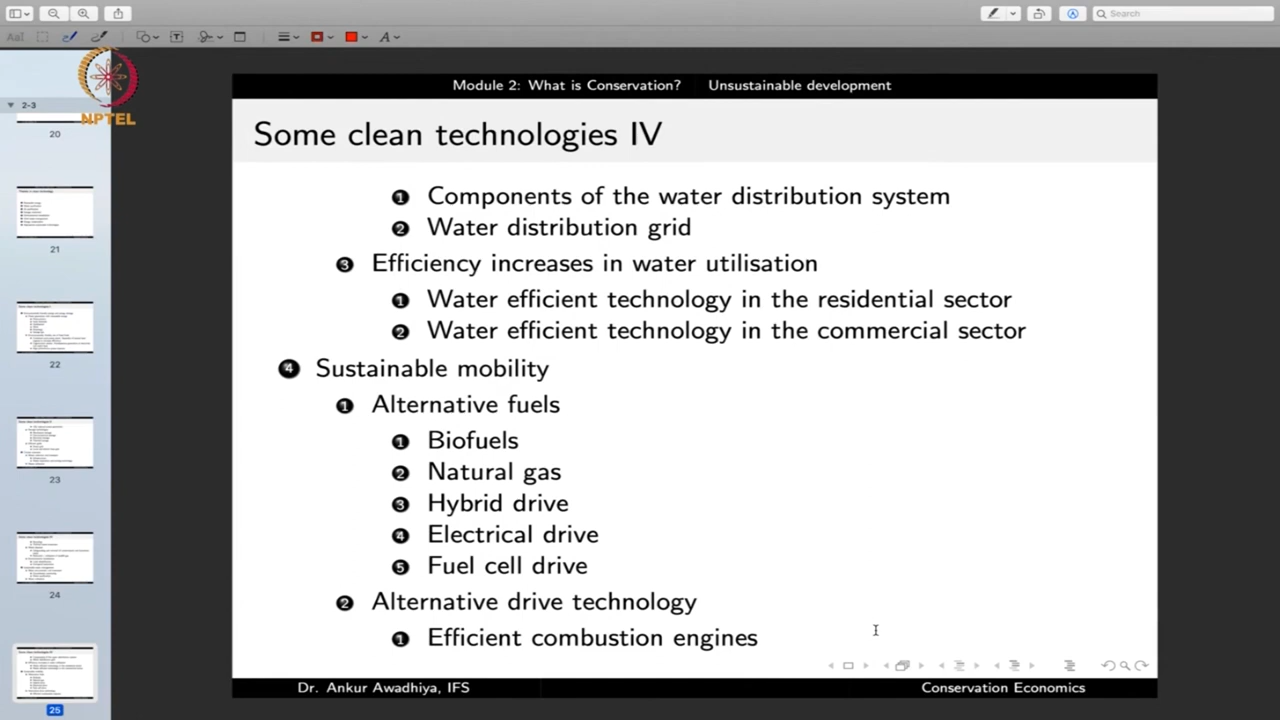 Search
2-3
NPTEL
20
21
22
23
24
25
Module 2: What is Conservation? Unsustainable development
Some clean technologies IV
1 Components of the water distribution system
2 Water distribution grid
3 Efficiency increases in water utilisation
1 Water efficient technology in the residential sector
2 Water efficient technology in the commercial sector
4 Sustainable mobility
1 Alternative fuels
1 Biofuels
2 Natural gas
3 Hybrid drive
4 Electrical drive
5 Fuel cell drive
2 Alternative drive technology
1 Efficient combustion engines
Dr. Ankur Awadhiya, IFS Conservation Economics